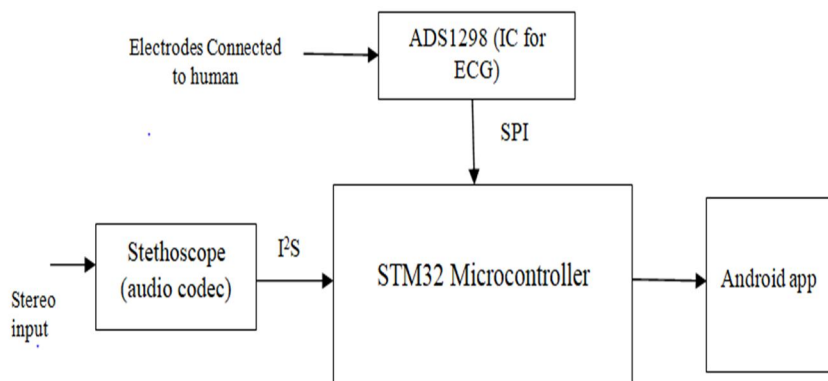 Electrodes Connected
to human
ADS1298 (IC for
ECG)
SPI
Stereo
input
Stethoscope
(audio codec)
I²S
STM32 Microcontroller
Android app